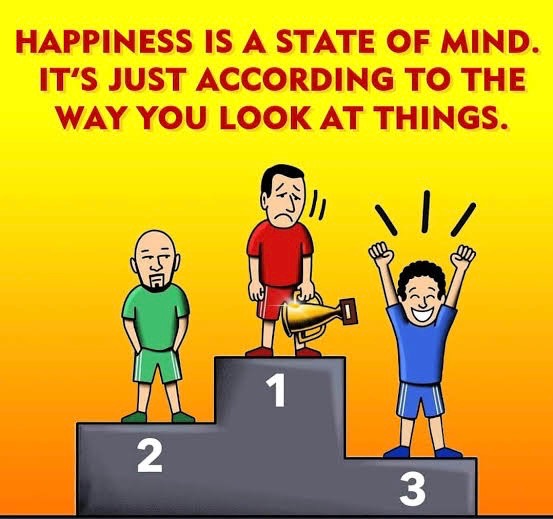 HAPPINESS IS A STATE OF MIND.
IT'S JUST ACCORDING TO THE
WAY YOU LOOK AT THINGS.
1
2
3